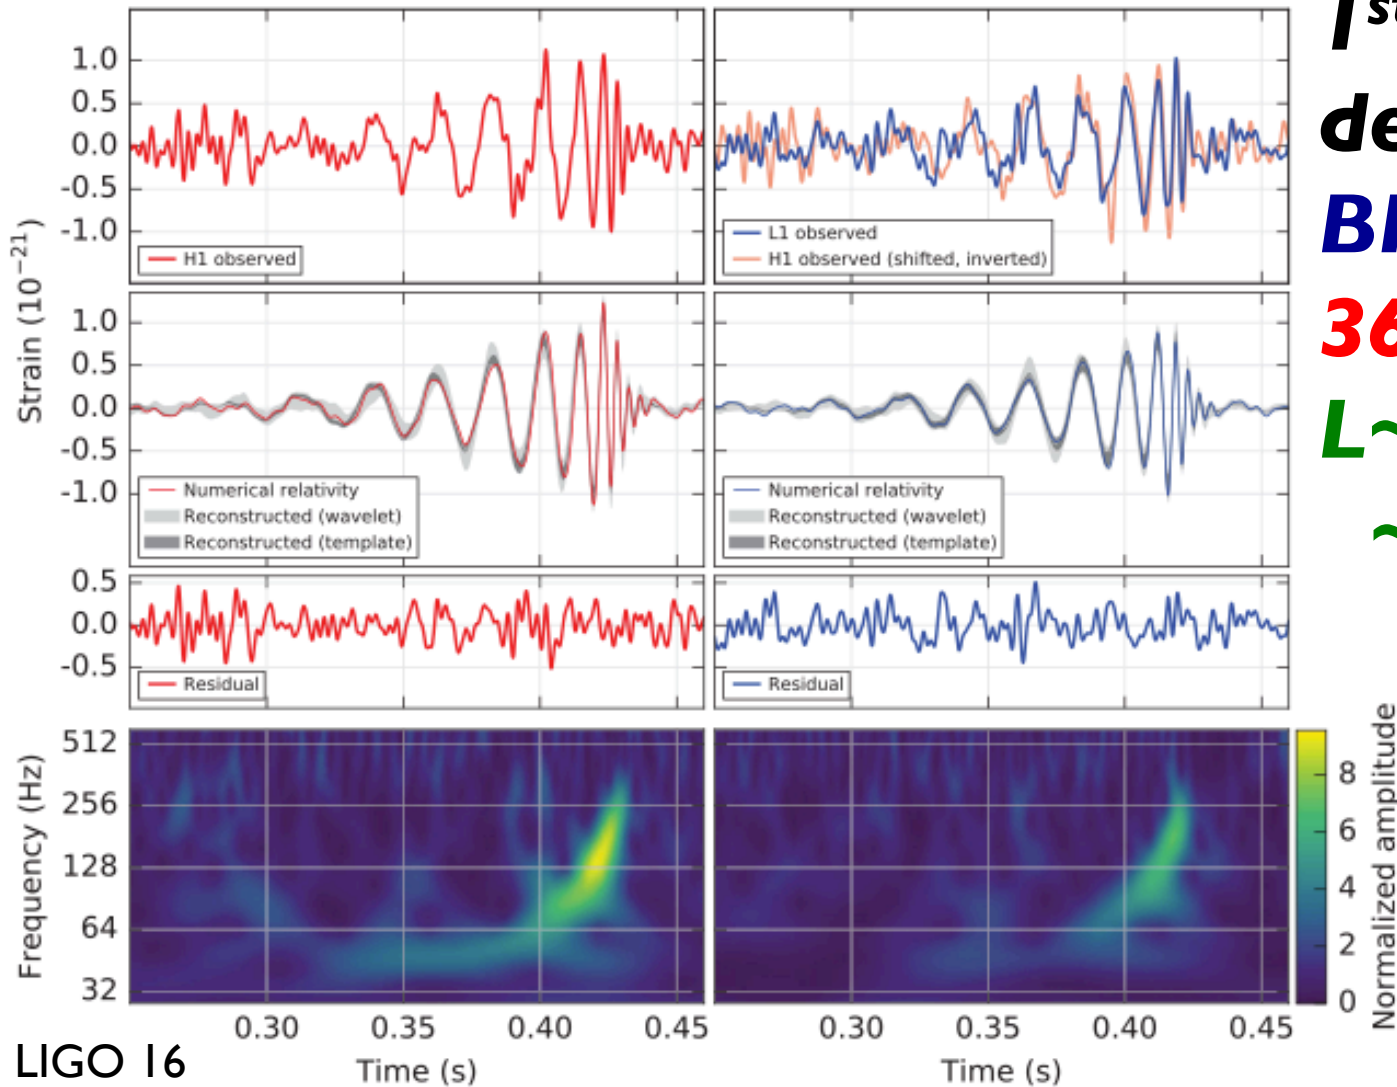 1.0
0.5
0.0
-0.5
-1.0
H1 observed
L1 observed
H1 observed (shifted, inverted)
Strain (10⁻²¹)
1.0
0.5
0.0
-0.5
-1.0
Numerical relativity
Reconstructed (wavelet)
Reconstructed (template)
Numerical relativity
Reconstructed (wavelet)
Reconstructed (template)
0.5
0.0
-0.5
Residual
Residual
Frequency (Hz)
512
256
128
64
32
8
6
4
2
0
Normalized amplitude
0.30 0.35 0.40 0.45
0.30 0.35 0.40 0.45
Time (s)
Time (s)
LIGO 16
1st
de
36
L~
~